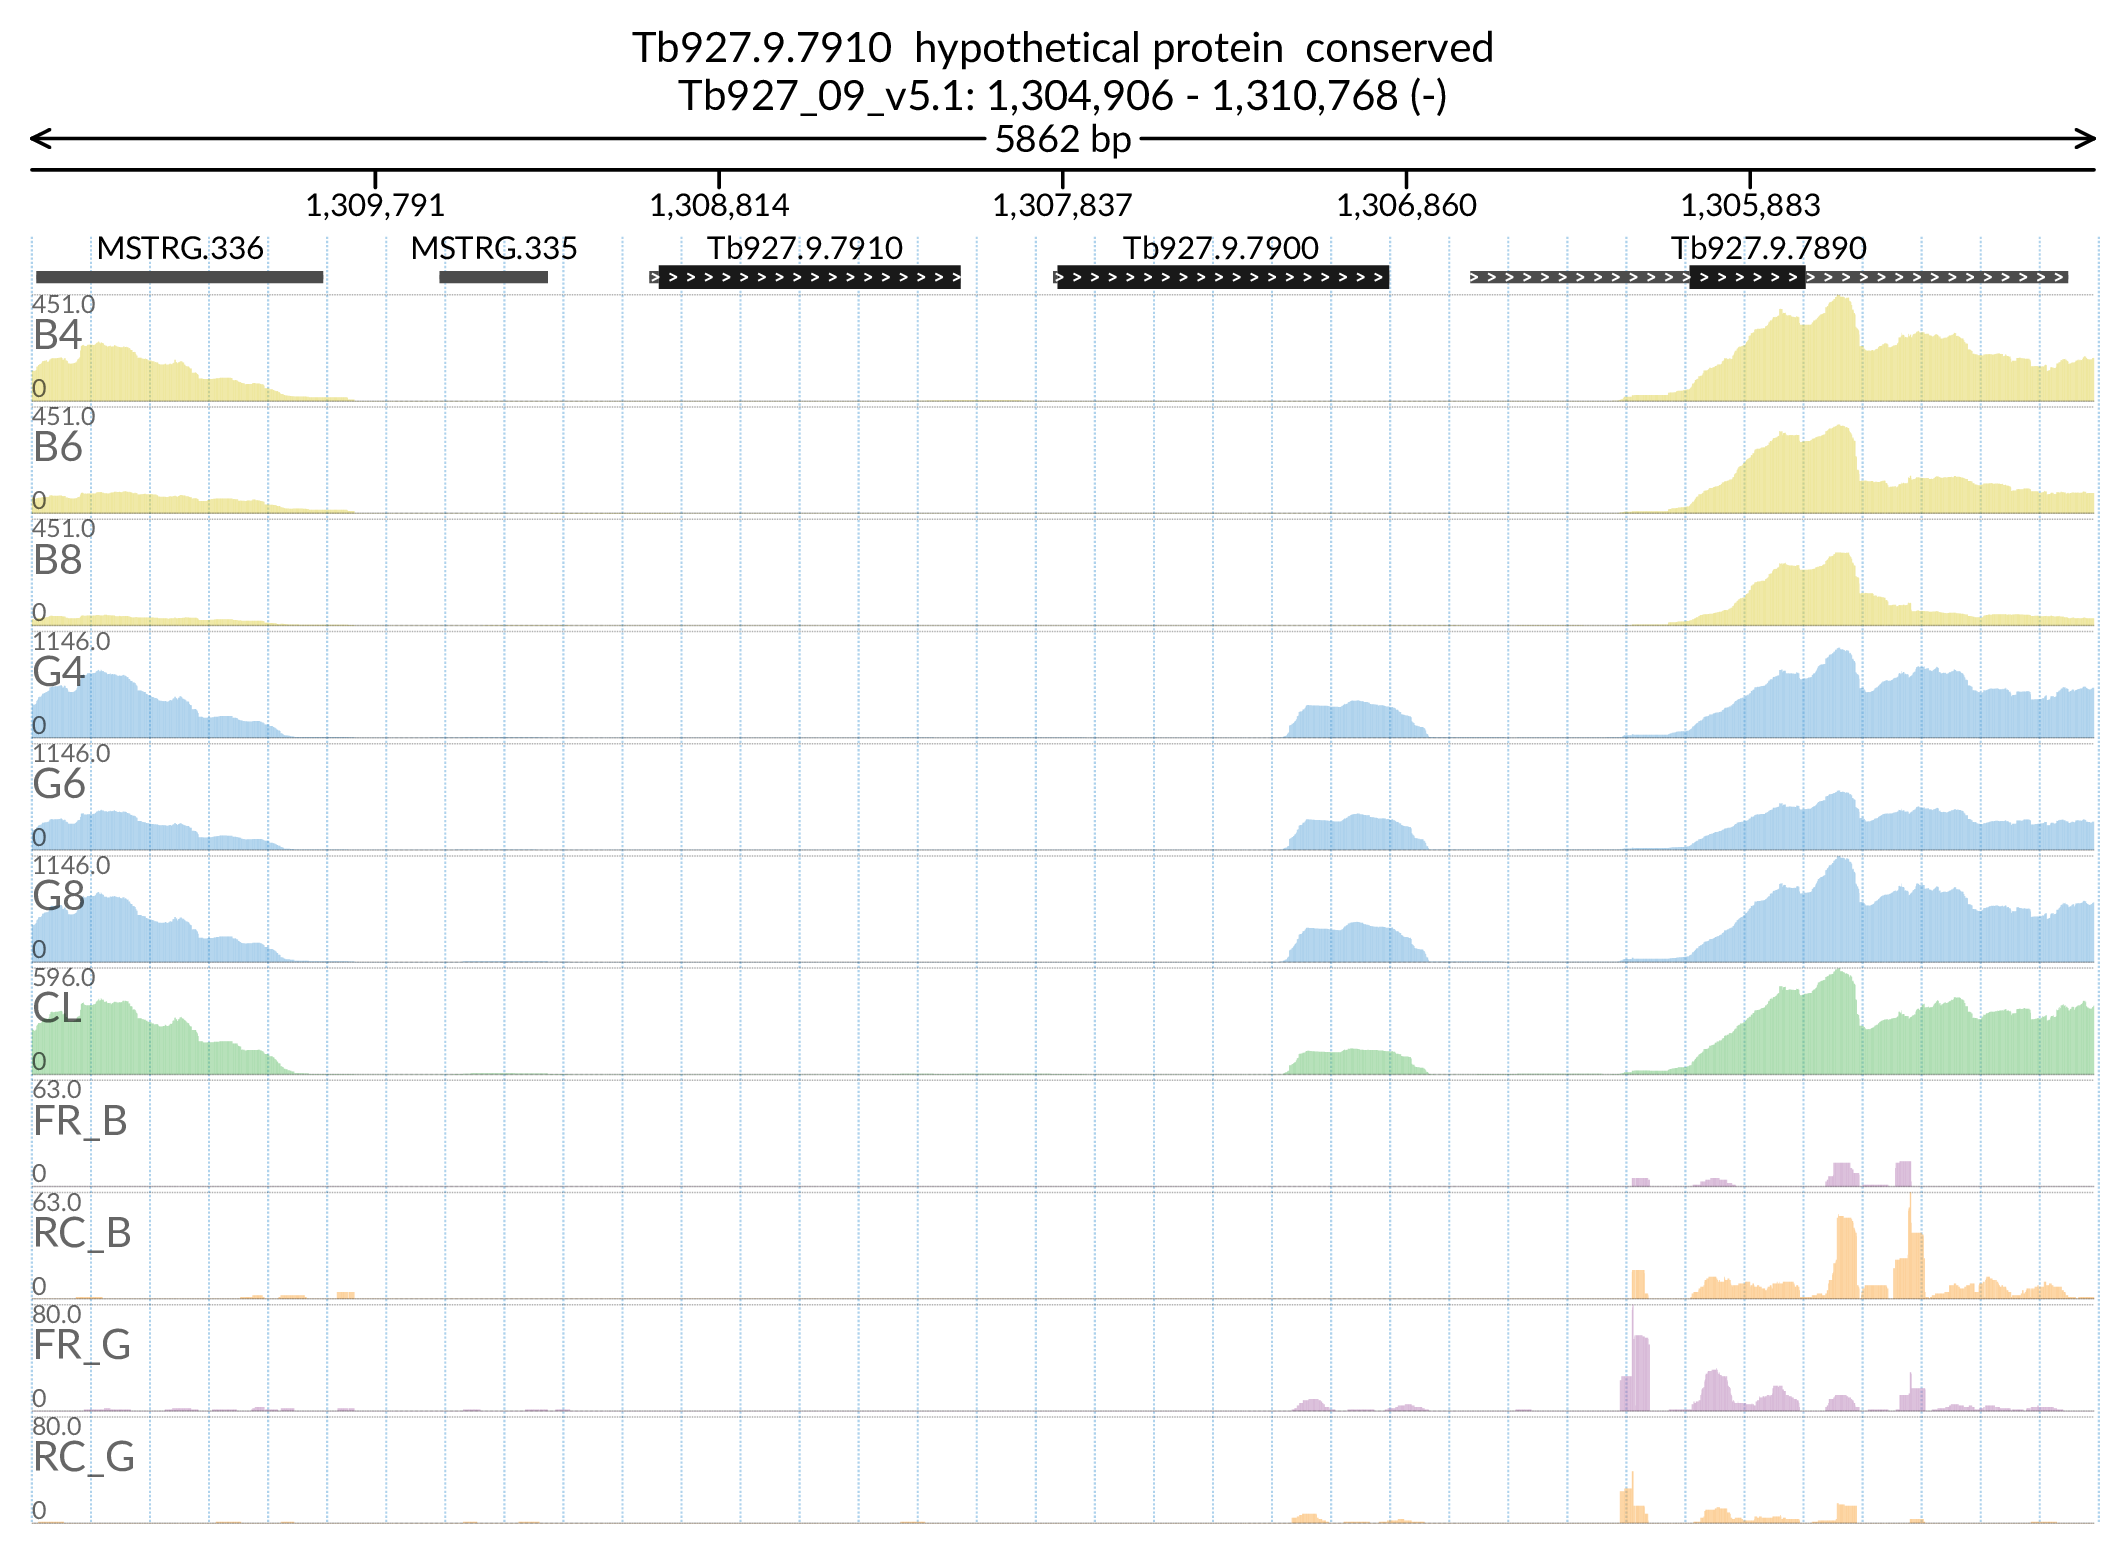 Tb927.9.7910  hypothetical protein  conserved
Tb927_09_v5.1: 1,304,906 - 1,310,768 (-)
5862 bp
1,309,791 1,308,814 1,307,837 1,306,860 1,305,883
MSTRG.336 MSTRG.335 Tb927.9.7910 Tb927.9.7900 Tb927.9.7890
451.0
B4
0
451.0
B6
0
451.0
B8
0
1146.0
G4
0
1146.0
G6
0
1146.0
G8
0
596.0
CL
0
63.0
FR_B
0
63.0
RC_B
0
80.0
FR_G
0
80.0
RC_G
0